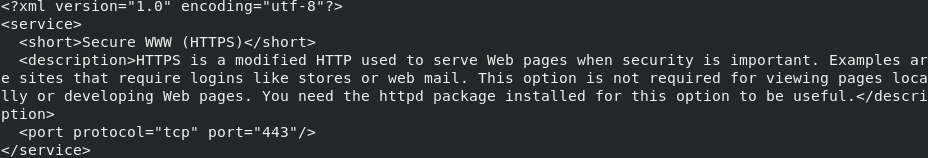 <?xml version="1.0" encoding="utf-8"?>
<service>
  <short>Secure WWW (HTTPS)</short>
  <description>HTTPS is a modified HTTP used to serve Web pages when security is important. Examples ar
e sites that require logins like stores or web mail. This option is not required for viewing pages loca
lly or developing Web pages. You need the httpd package installed for this option to be useful.</descri
ption>
  <port protocol="tcp" port="443"/>
</service>